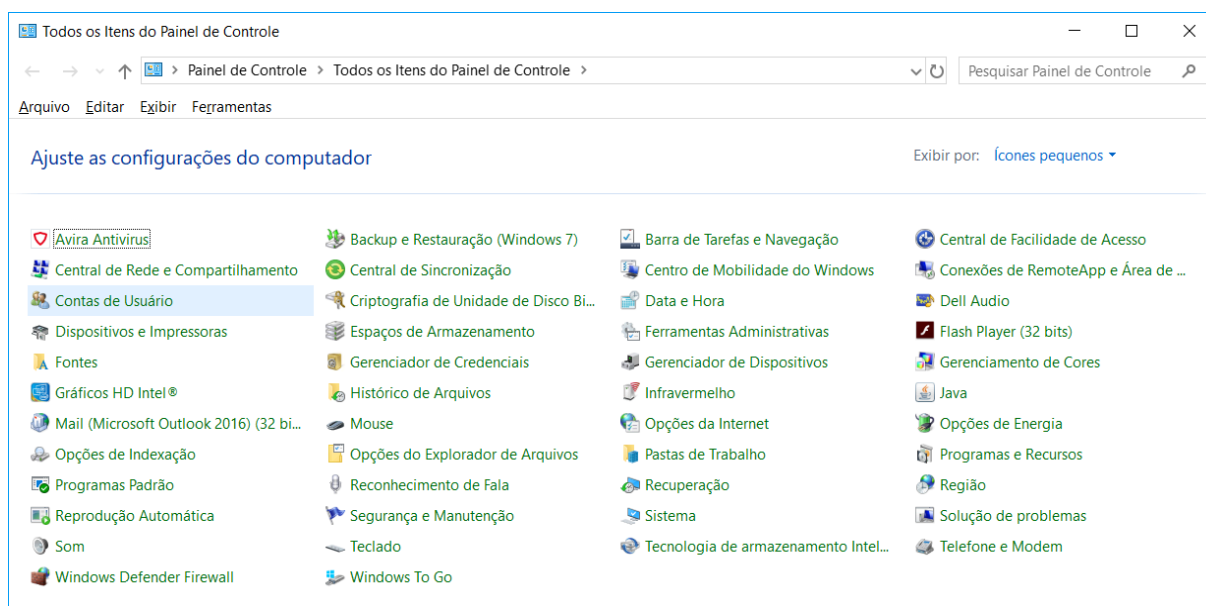 Todos os Itens do Painel de Controle
Painel de Controle > Todos os Itens do Painel de Controle >
Pesquisar Painel de Controle
Arquivo Editar Exibir Ferramentas
Ajuste as configurações do computador
Exibir por: Ícones pequenos
Avira Antivirus
Backup e Restauração (Windows 7)
Barra de Tarefas e Navegação
Central de Facilidade de Acesso
Central de Rede e Compartilhamento
Central de Sincronização
Centro de Mobilidade do Windows
Conexões de RemoteApp e Área de ...
Contas de Usuário
Criptografia de Unidade de Disco Bi...
Data e Hora
Dell Audio
Dispositivos e Impressoras
Espaços de Armazenamento
Ferramentas Administrativas
Flash Player (32 bits)
Fontes
Gerenciador de Credenciais
Gerenciador de Dispositivos
Gerenciamento de Cores
Gráficos HD Intel®
Histórico de Arquivos
Infravermelho
Java
Mail (Microsoft Outlook 2016) (32 bi...
Mouse
Opções da Internet
Opções de Energia
Opções de Indexação
Opções do Explorador de Arquivos
Pastas de Trabalho
Programas e Recursos
Programas Padrão
Reconhecimento de Fala
Recuperação
Região
Reprodução Automática
Segurança e Manutenção
Sistema
Solução de problemas
Som
Teclado
Tecnologia de armazenamento Intel...
Telefone e Modem
Windows Defender Firewall
Windows To Go